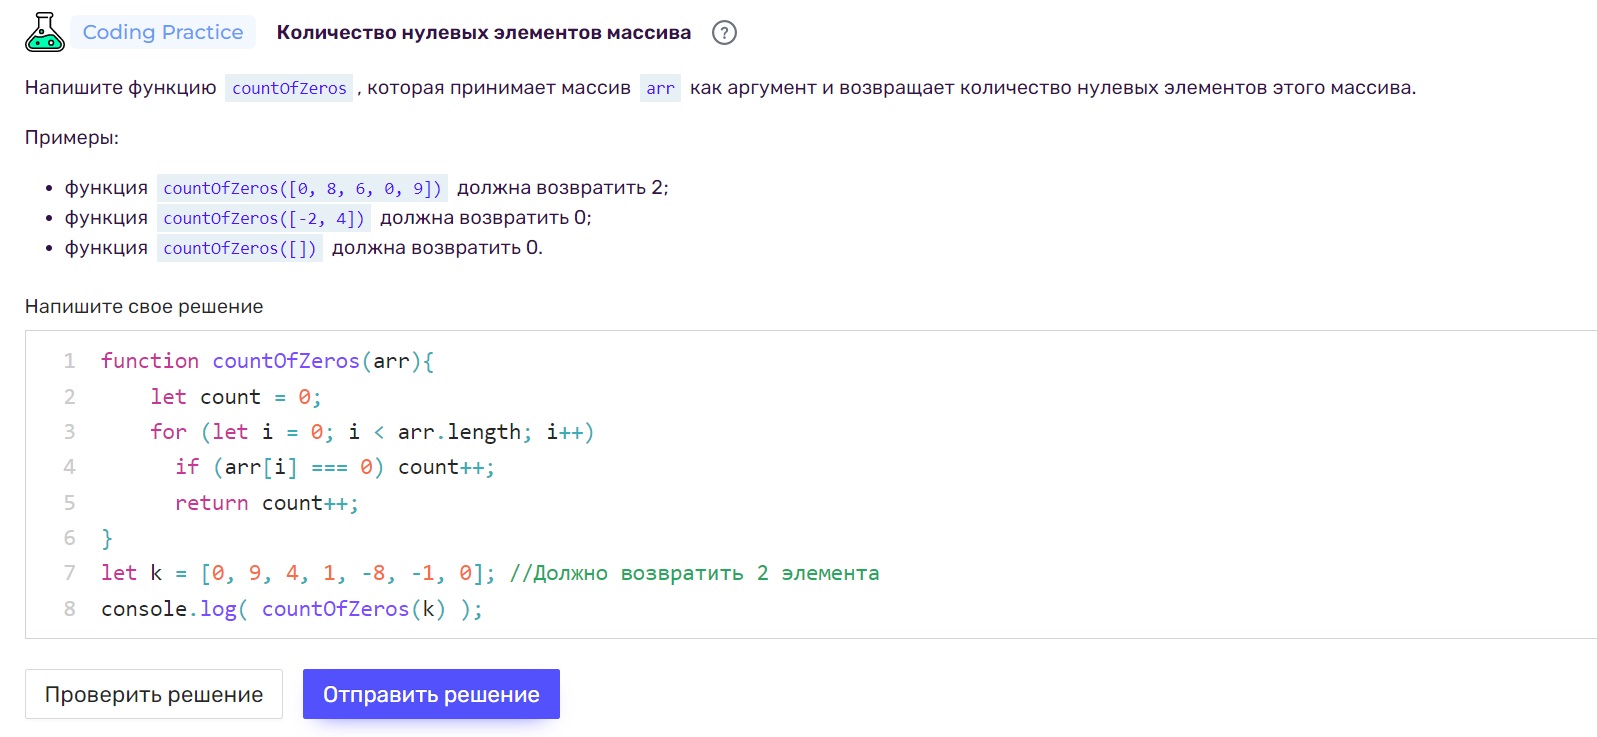 Coding Practice Количество нулевых элементов массива ?
Напишите функцию countOfZeros , которая принимает массив arr как аргумент и возвращает количество нулевых элементов этого массива.
Примеры:
• функция countOfZeros([0, 8, 6, 0, 9]) должна возвратить 2;
• функция countOfZeros([-2, 4]) должна возвратить 0;
• функция countOfZeros([]) должна возвратить 0.
Напишите свое решение
1 function countOfZeros(arr){
2     let count = 0;
3     for (let i = 0; i < arr.length; i++)
4       if (arr[i] === 0) count++;
5       return count++;
6 }
7 let k = [0, 9, 4, 1, -8, -1, 0]; //Должно возвратить 2 элемента
8 console.log( countOfZeros(k) );
Проверить решение Отправить решение